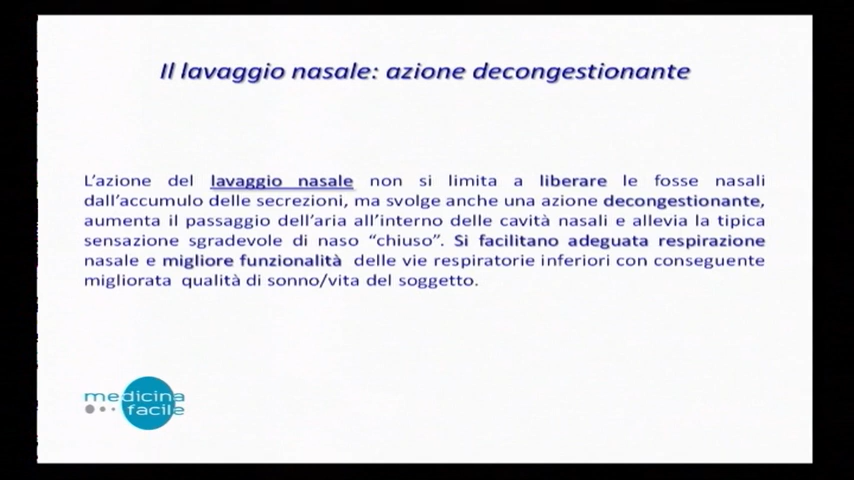 Il lavaggio nasale: azione decongestionante
L'azione del lavaggio nasale non si limita a liberare le fosse nasali
dall'accumulo delle secrezioni, ma svolge anche una azione decongestionante,
aumenta il passaggio dell'aria all'interno delle cavità nasali e allevia la tipica
sensazione sgradevole di naso "chiuso". Si facilitano adeguata respirazione
nasale e migliore funzionalità delle vie respiratorie inferiori con conseguente
migliorata qualità di sonno/vita del soggetto.
medicina
facile